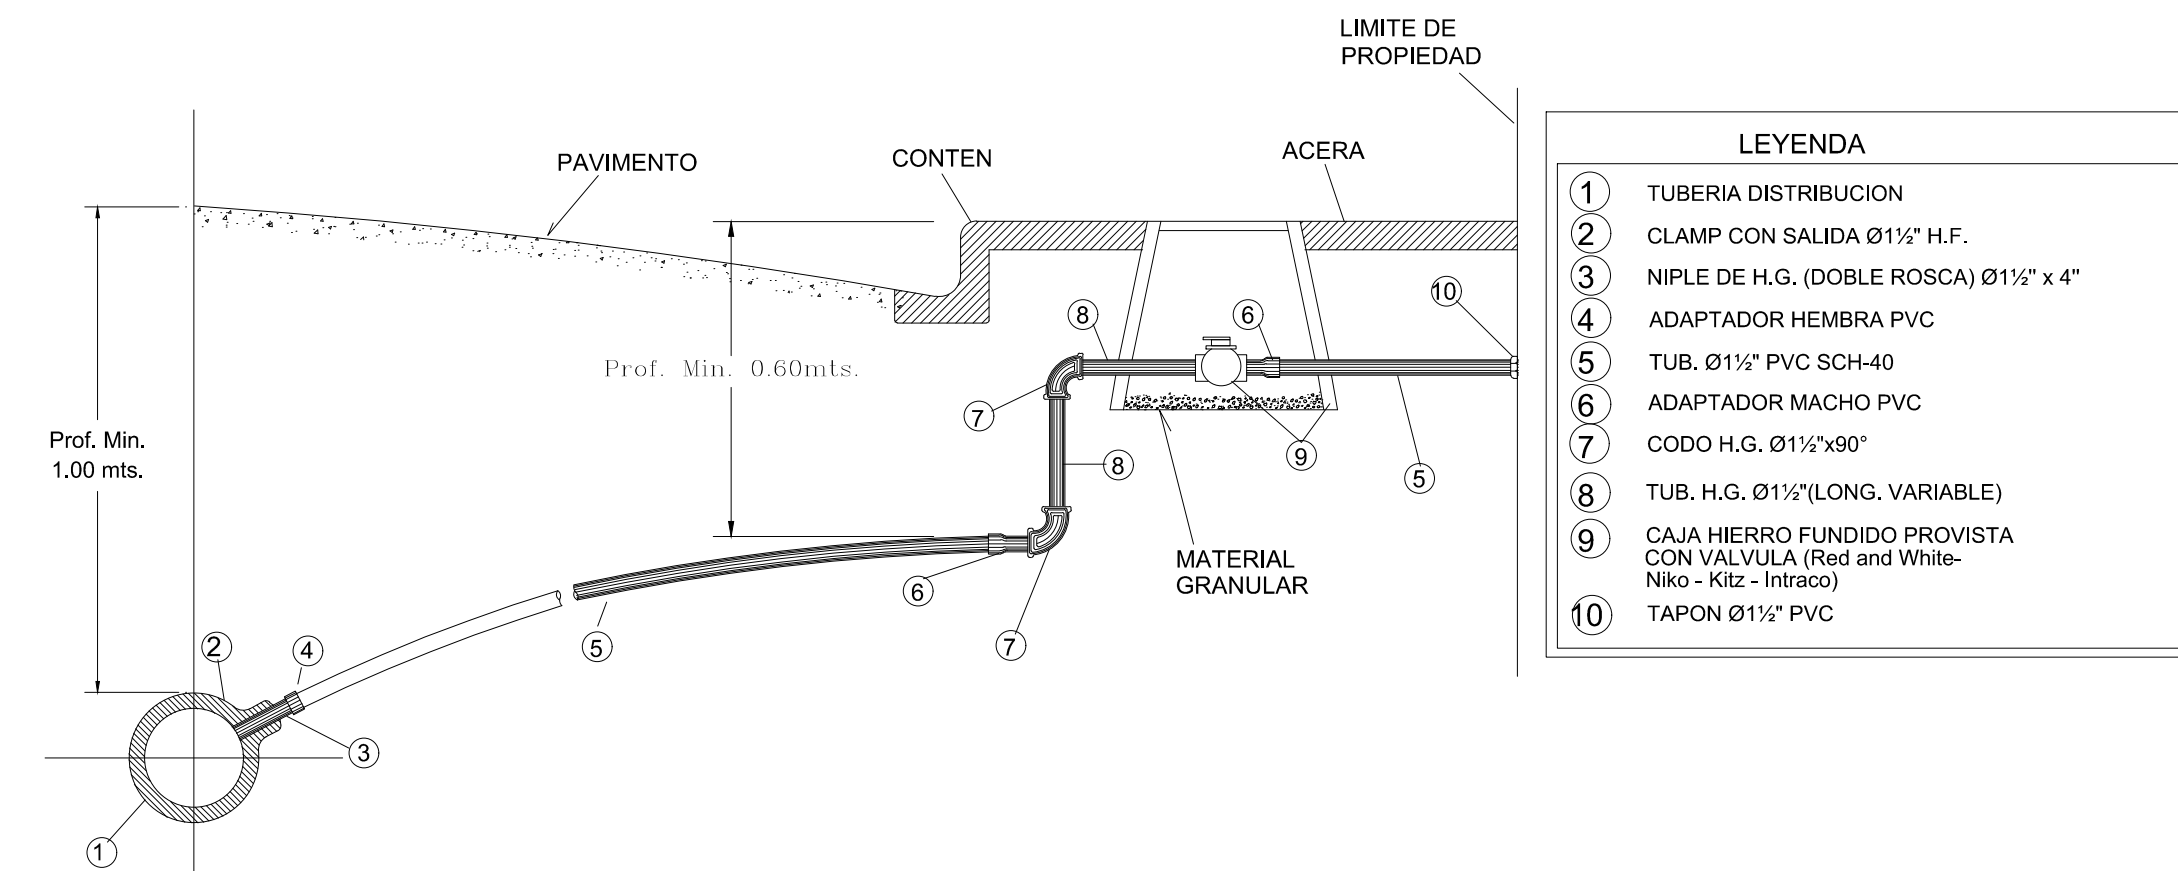 LIMITE DE
PROPIEDAD
PAVIMENTO
CONTEN
ACERA
Prof. Min.
1.00 mts.
Prof. Min. 0.60mts.
MATERIAL
GRANULAR
10
8
6
7
9
8
5
6
7
5
2
4
3
1
LEYENDA
1 TUBERIA DISTRIBUCION
2 CLAMP CON SALIDA Ø1½" H.F.
3 NIPLE DE H.G. (DOBLE ROSCA) Ø1½" x 4"
4 ADAPTADOR HEMBRA PVC
5 TUB. Ø1½" PVC SCH-40
6 ADAPTADOR MACHO PVC
7 CODO H.G. Ø1½"x90°
8 TUB. H.G. Ø1½"(LONG. VARIABLE)
9 CAJA HIERRO FUNDIDO PROVISTA
CON VALVULA (Red and White-
Niko - Kitz - Intraco)
10 TAPON Ø1½" PVC